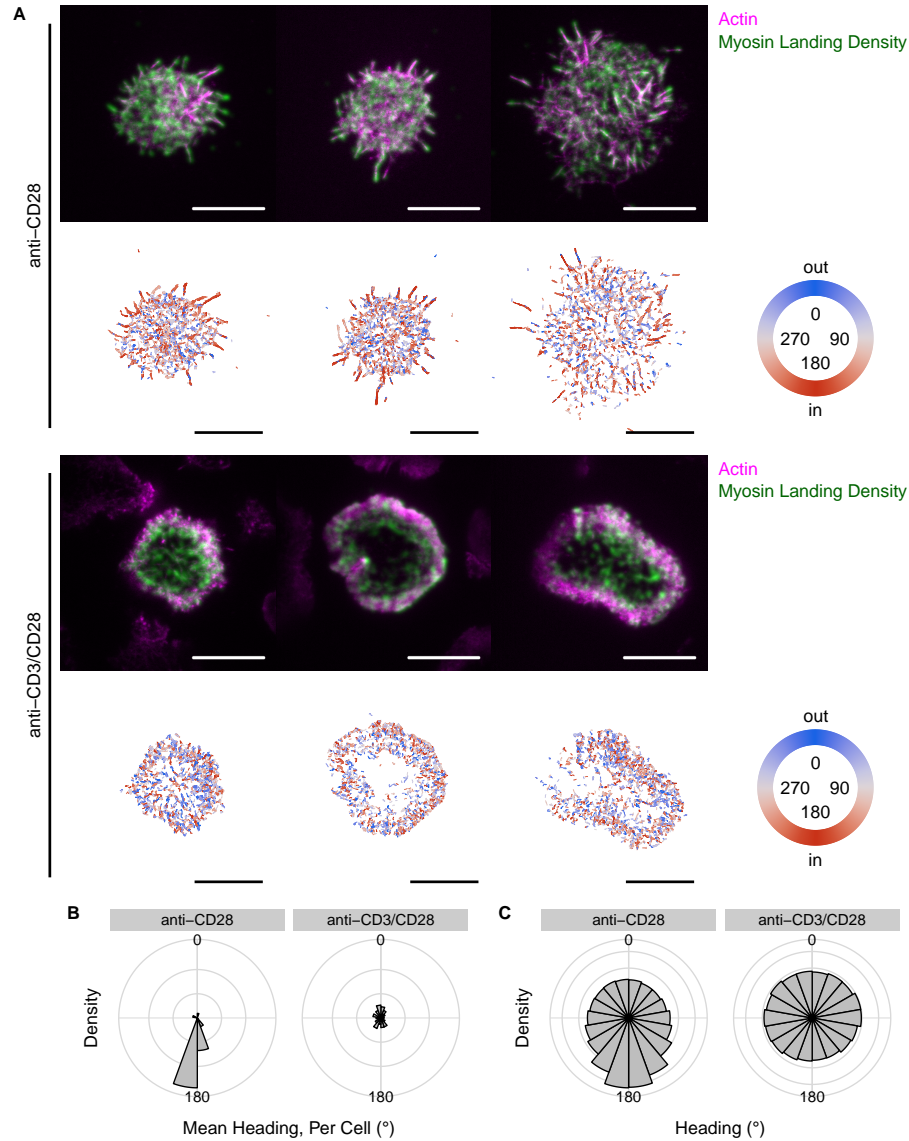 A
Actin
Myosin Landing Density
anti−CD28
out
0
270 90
180
in
Actin
Myosin Landing Density
anti−CD3/CD28
out
0
270 90
180
in
B
anti−CD28
anti−CD3/CD28
0
0
Density
180
180
Mean Heading, Per Cell (°)
C
anti−CD28
anti−CD3/CD28
0
0
Density
180
180
Heading (°)